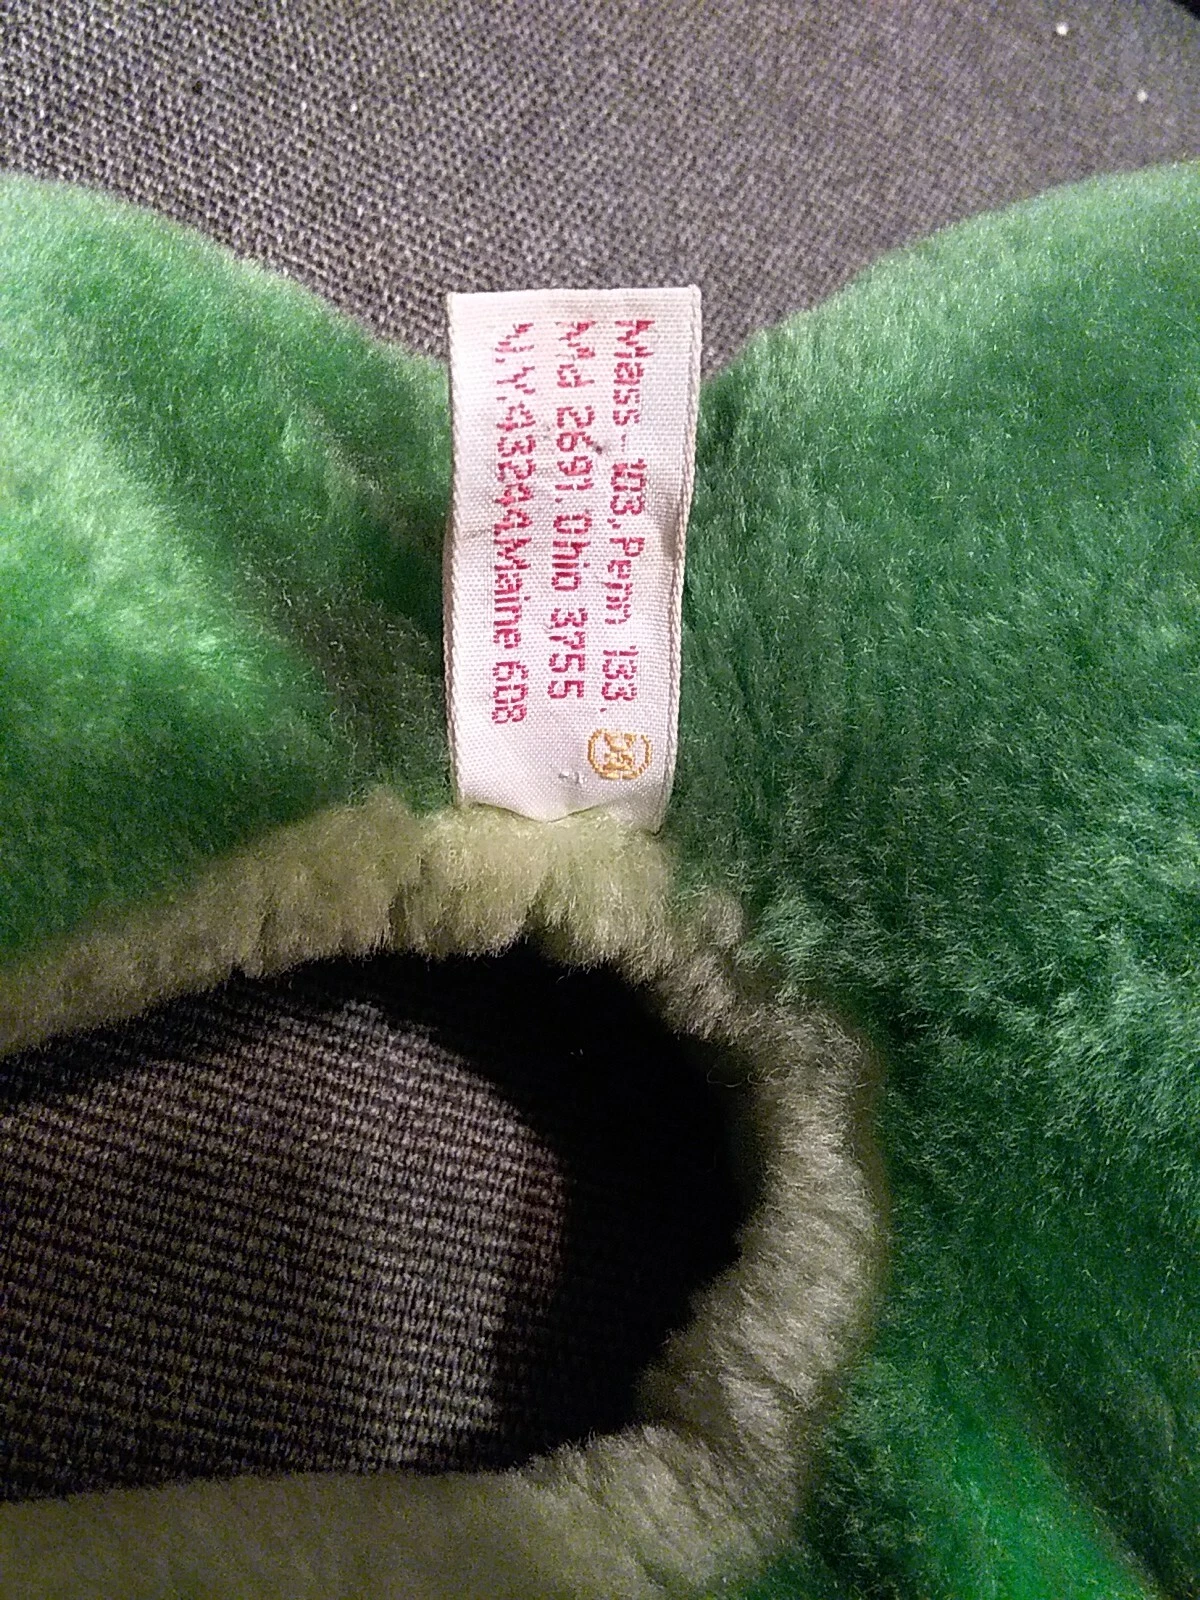 Mass - 103, Penn 133.
Md 2691. Ohio 3755
N.Y. 43244. Maine 608